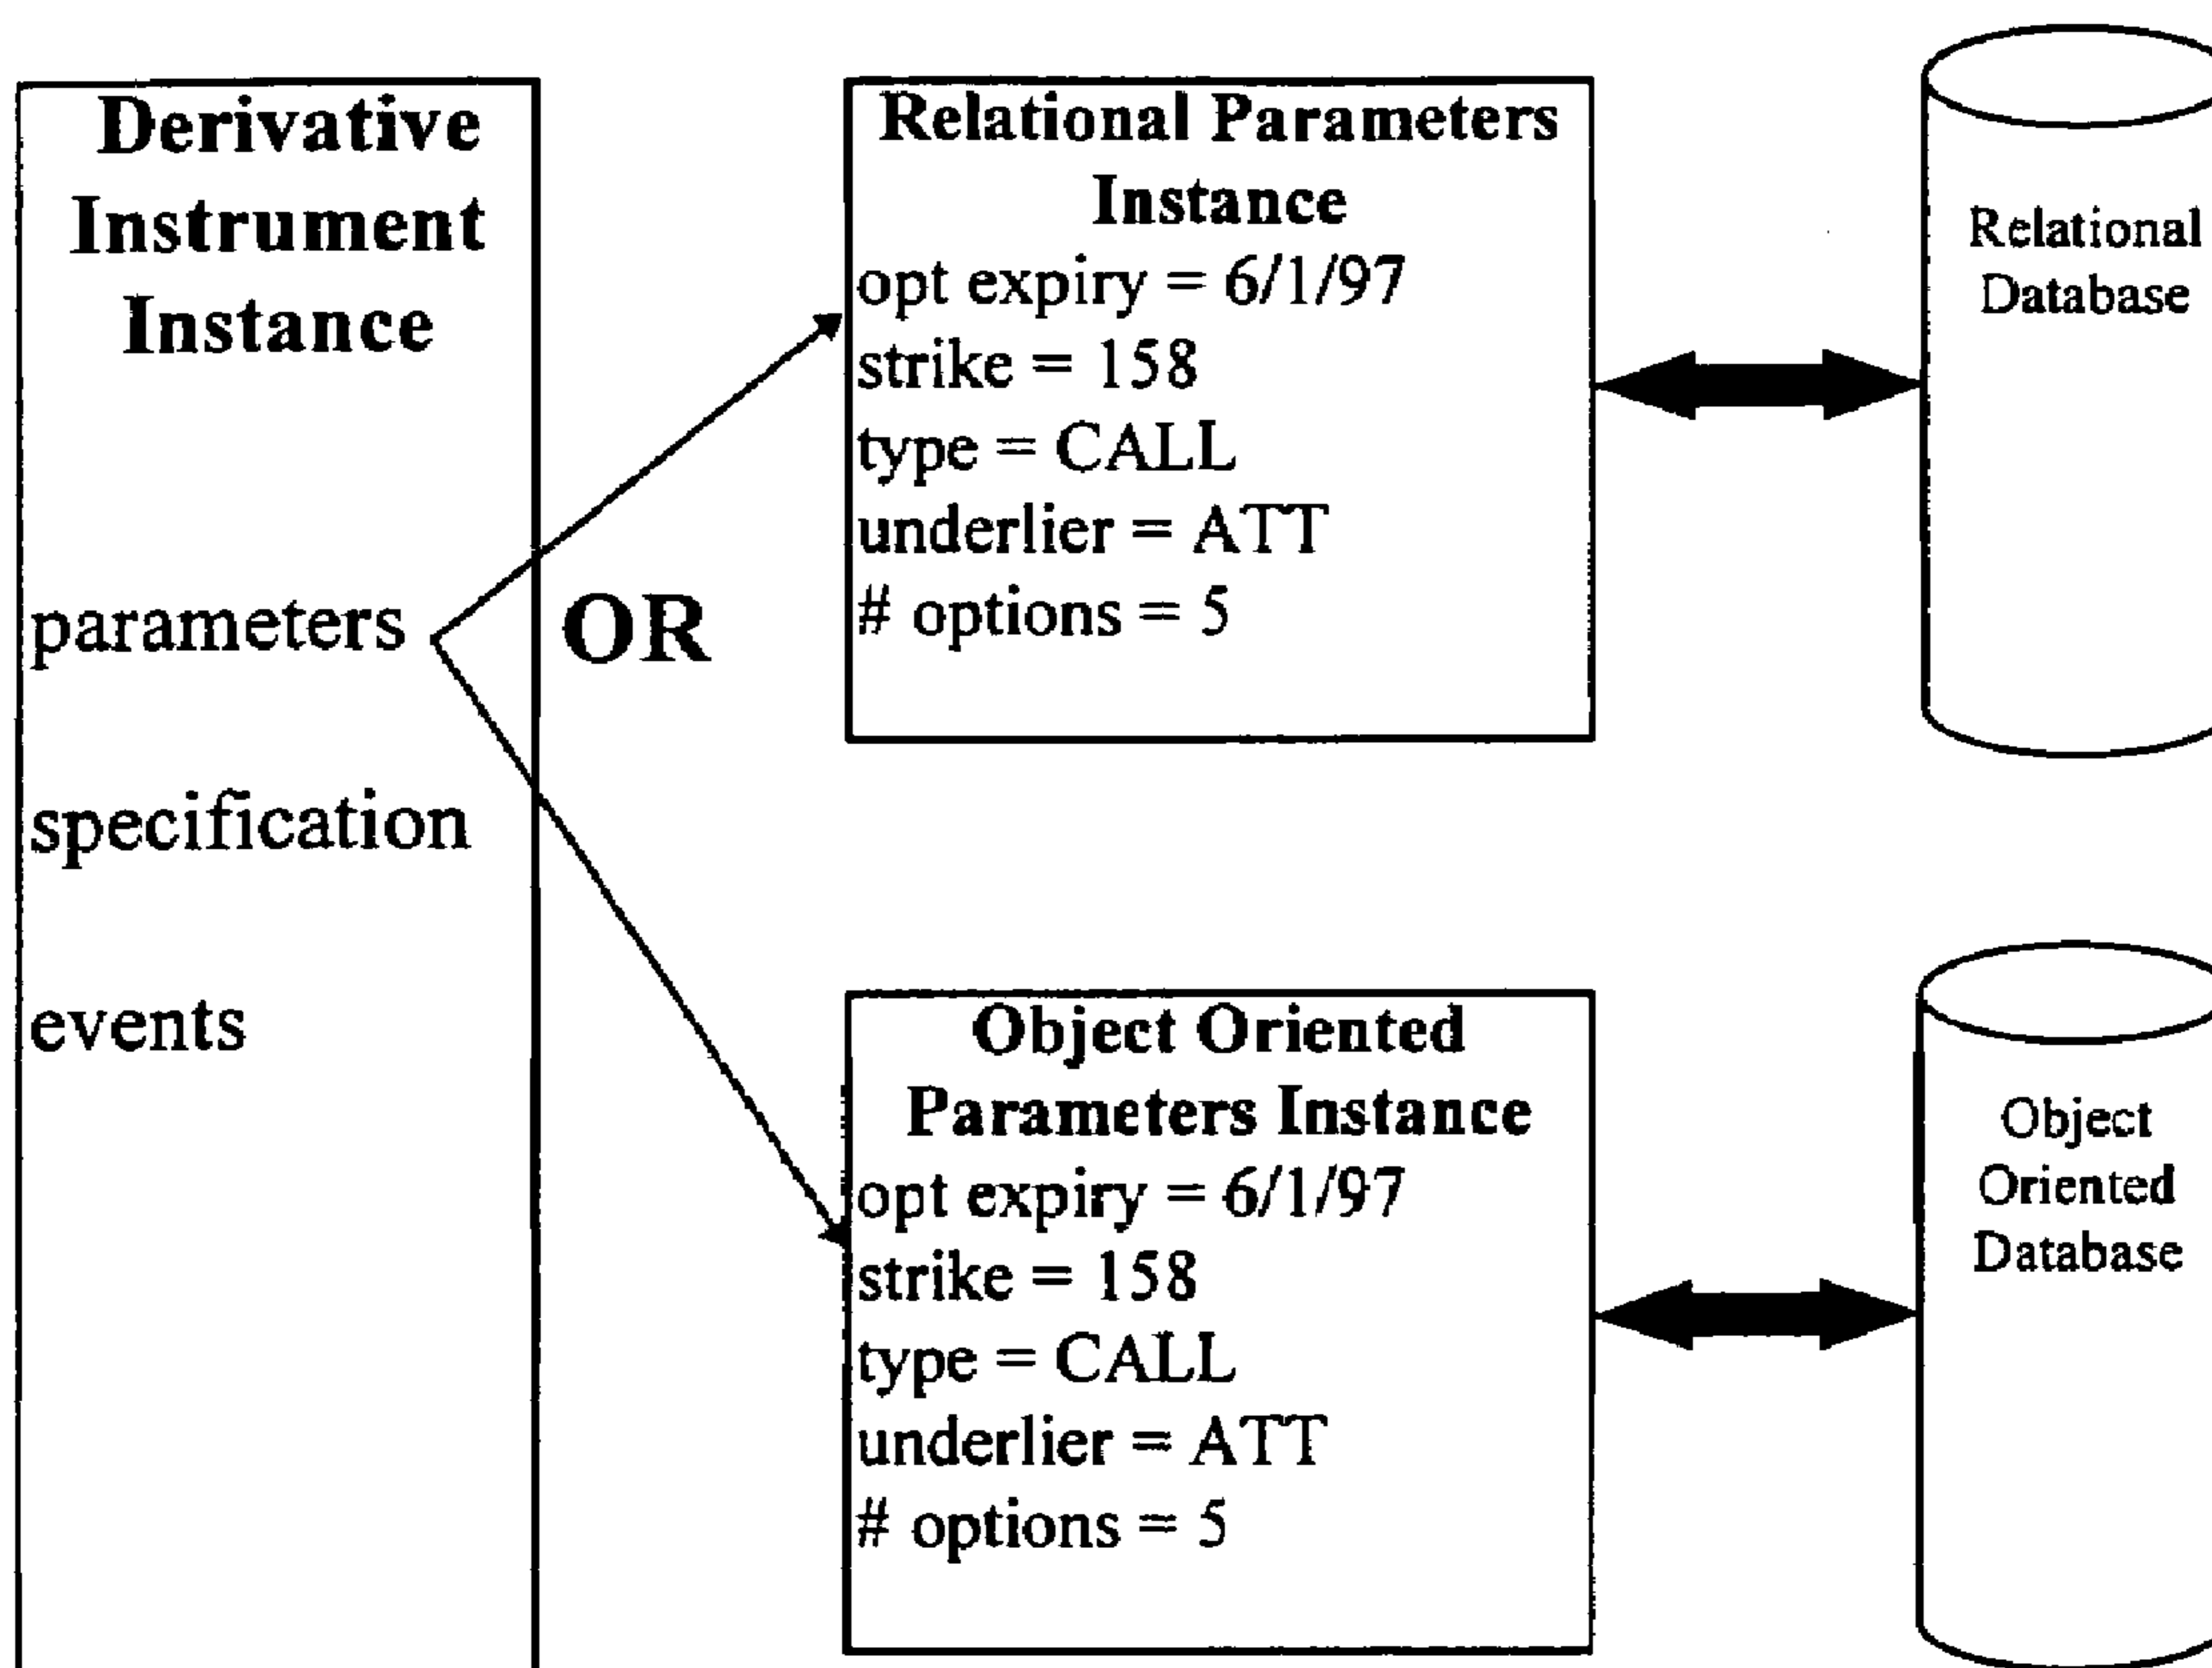 Derivative
Instrument
Instance
parameters
specification
events
OR
Relational Parameters
Instance
opt expiry = 6/1/97
strike = 158
type = CALL
underlier = ATT
# options = 5
Relational
Database
Object Oriented
Parameters Instance
opt expiry = 6/1/97
strike = 158
type = CALL
underlier = ATT
# options = 5
Object
Oriented
Database